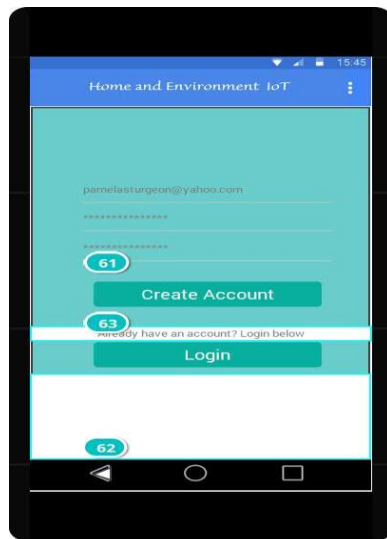 15:45
Home and Environment IoT
pamelasturgeon@yahoo.com
***************
***************
61
Create Account
63
Already have an account? Login below
Login
62